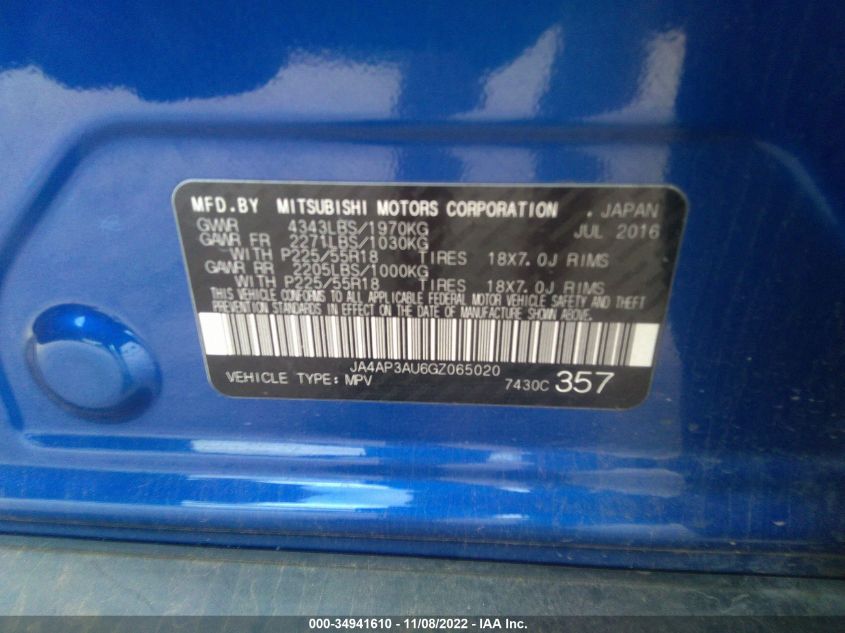 MFD.BY MITSUBISHI MOTORS CORPORATION . JAPAN
GVWR 4343LBS/1970KG JUL 2016
GAWR FR 2271LBS/1030KG
WITH P225/55R18 TIRES 18X7.0J RIMS
GAWR RR 2205LBS/1000KG
WITH P225/55R18 TIRES 18X7.0J RIMS
THIS VEHICLE CONFORMS TO ALL APPLICABLE FEDERAL MOTOR VEHICLE SAFETY AND THEFT
PREVENTION STANDARDS IN EFFECT ON THE DATE OF MANUFACTURE SHOWN ABOVE.
JA4AP3AU6GZ065020
VEHICLE TYPE: MPV 7430C 357
000-34941610 - 11/08/2022 - IAA Inc.